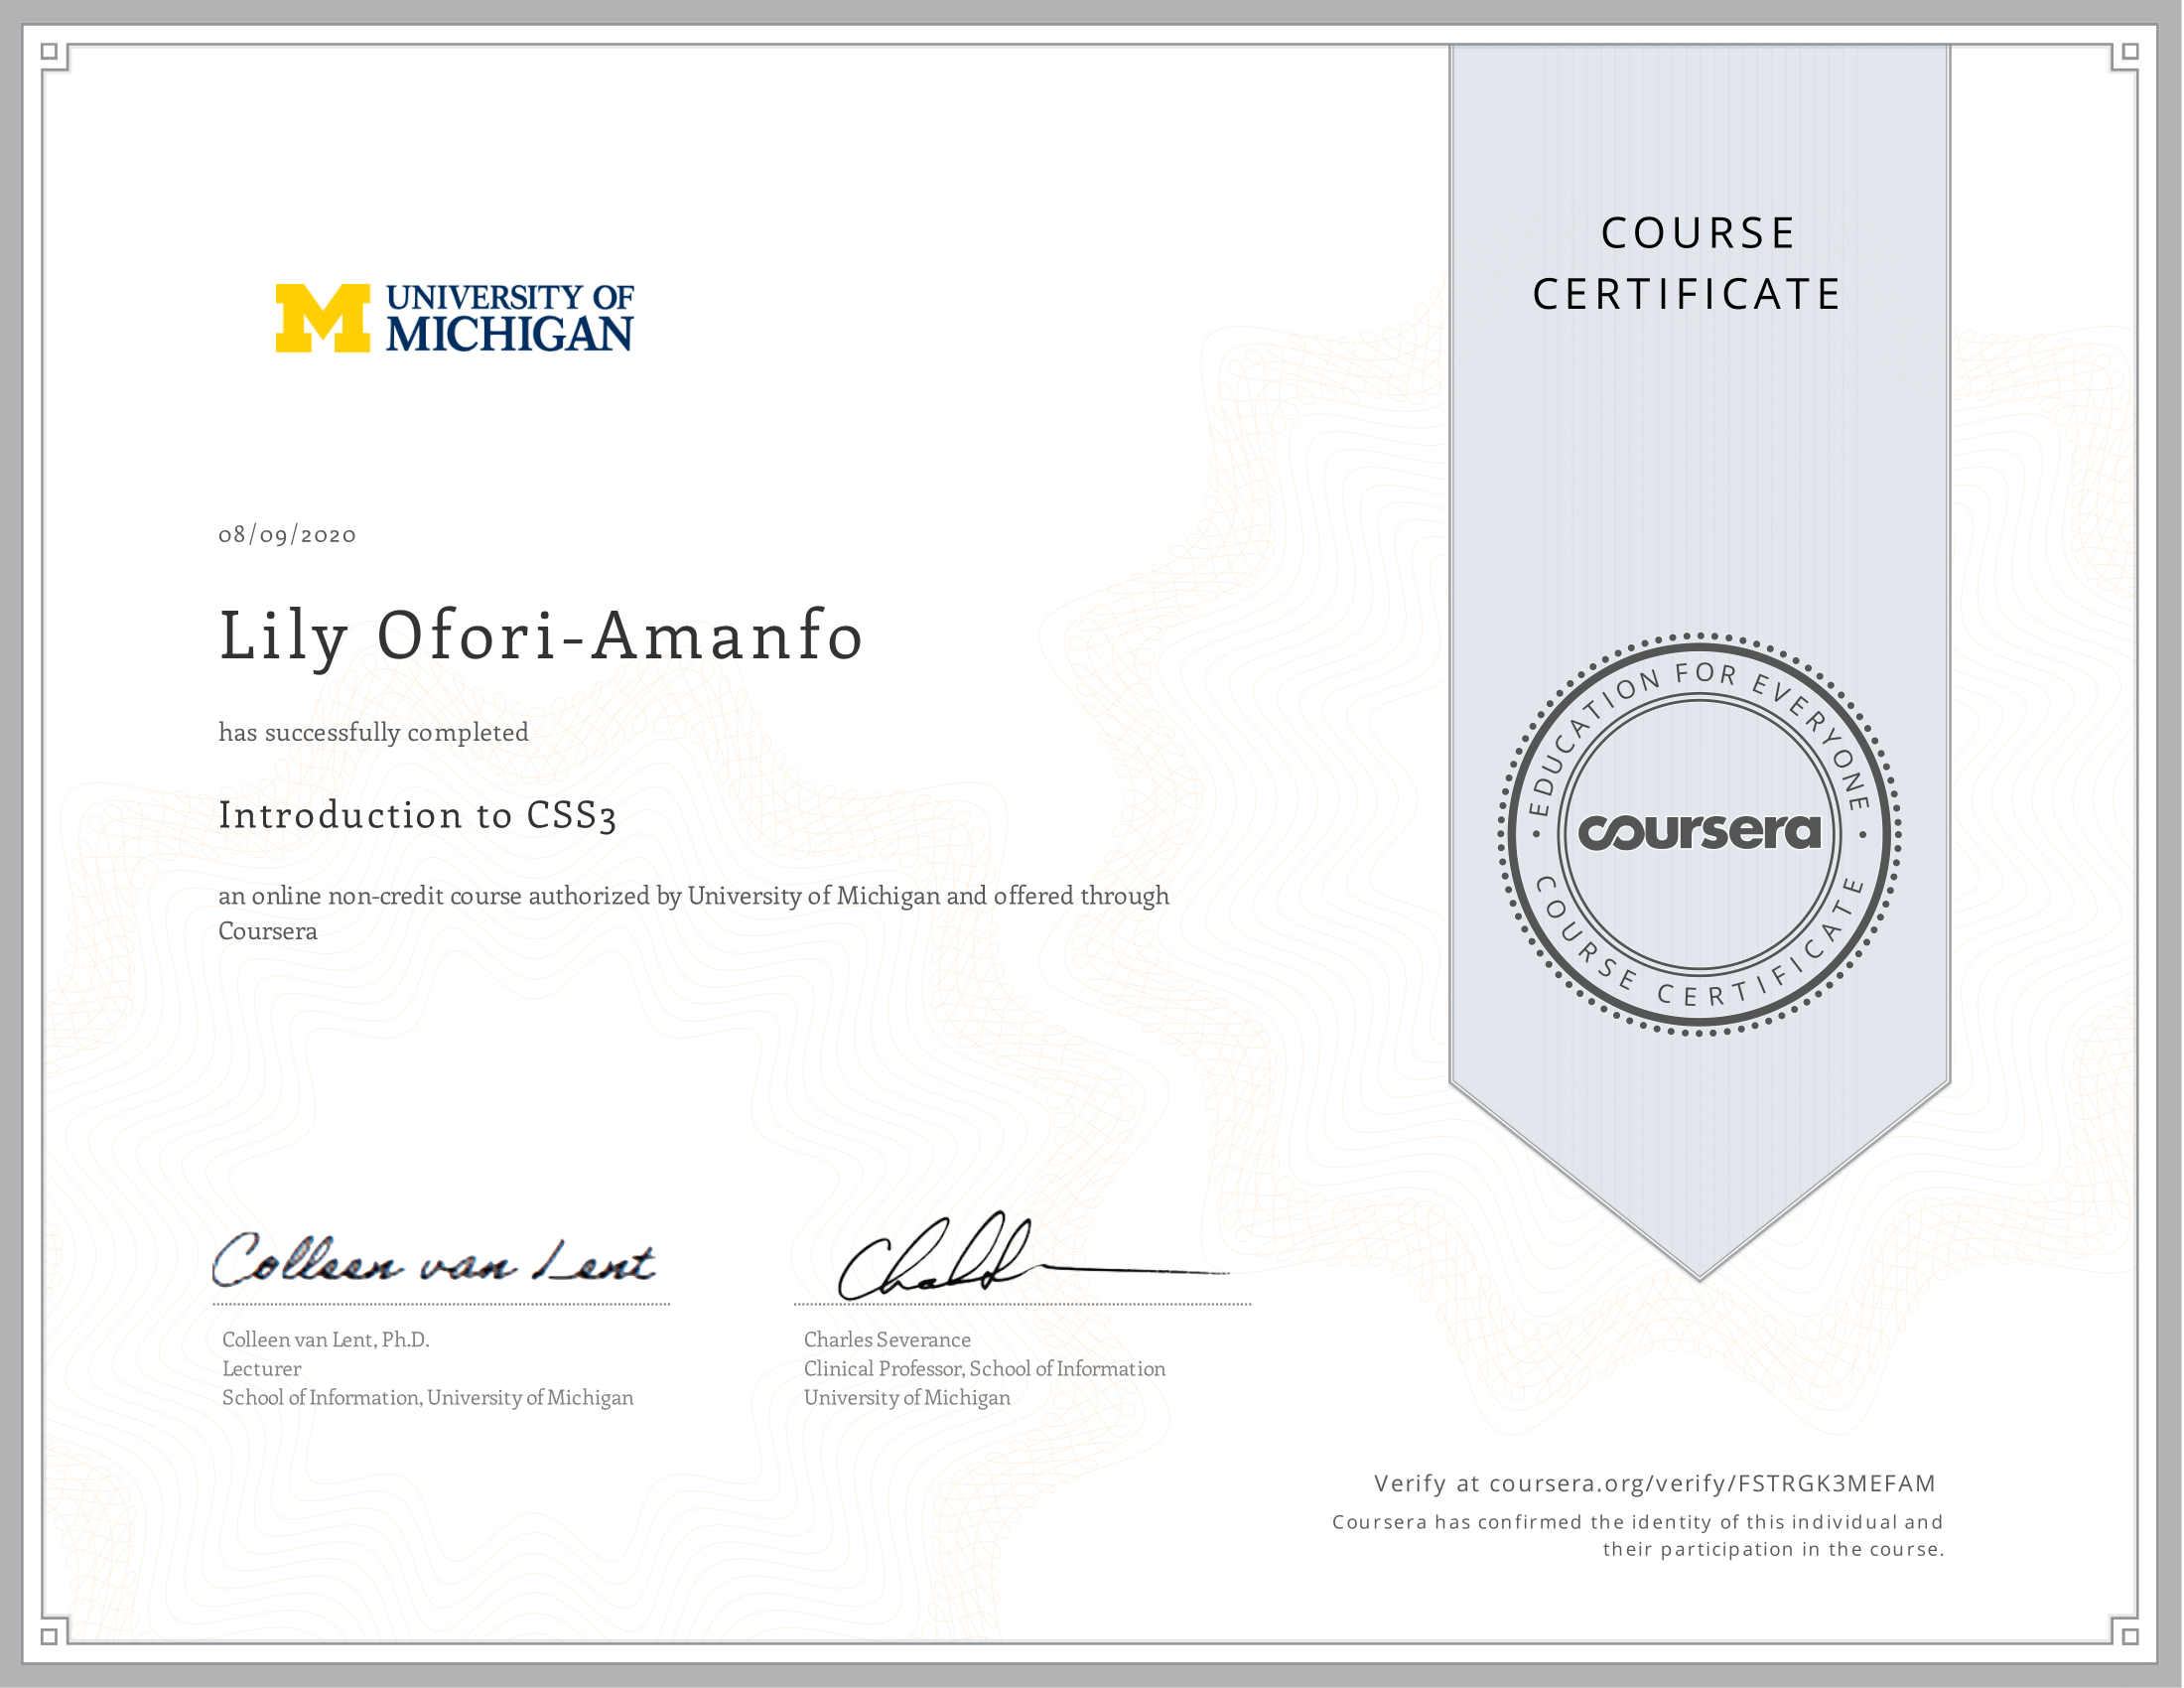 UNIVERSITY OF
MICHIGAN
COURSE
CERTIFICATE
08/09/2020
Lily Ofori-Amanfo
has successfully completed
Introduction to CSS3
an online non-credit course authorized by University of Michigan and offered through
Coursera
EDUCATION FOR EVERYONE
coursera
COURSE CERTIFICATE
Colleen van Lent
Colleen van Lent, Ph.D.
Lecturer
School of Information, University of Michigan
Charles Severance
Clinical Professor, School of Information
University of Michigan
Verify at coursera.org/verify/FSTRGK3MEFAM
Coursera has confirmed the identity of this individual and
their participation in the course.